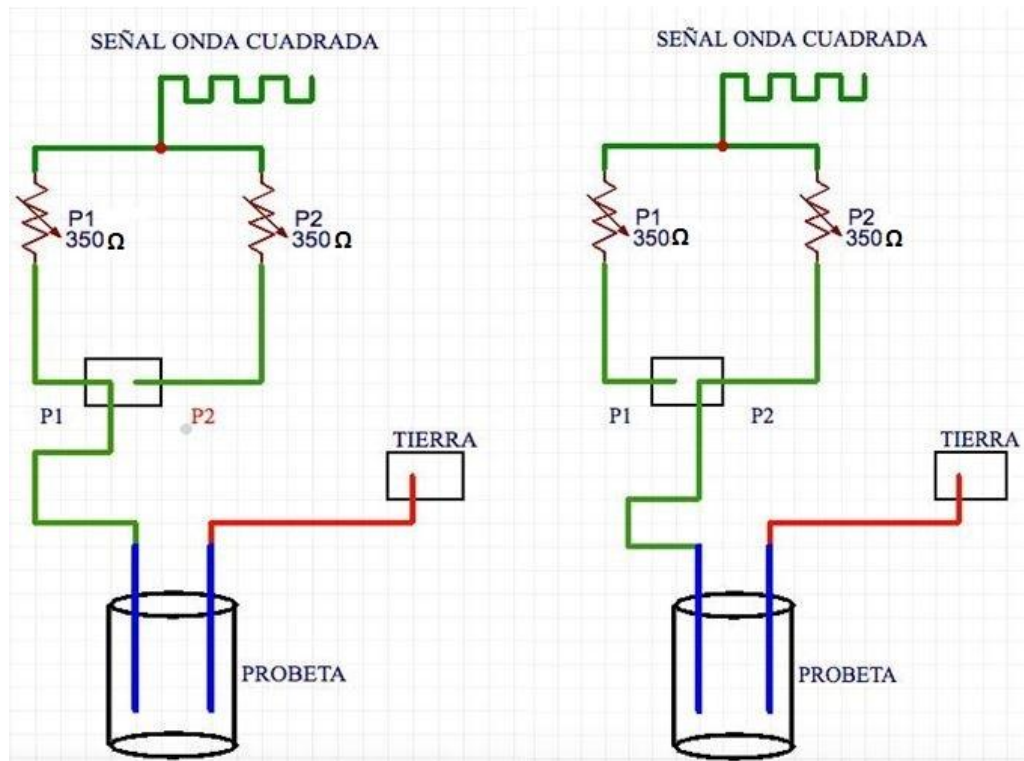 SEÑAL ONDA CUADRADA
P1
350Ω
P2
350Ω
P1
P2
TIERRA
PROBETA
SEÑAL ONDA CUADRADA
P1
350Ω
P2
350Ω
P1
P2
TIERRA
PROBETA